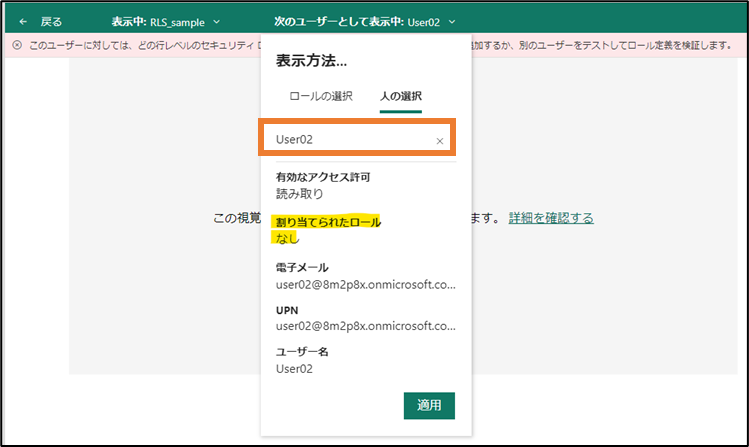 ← 戻る 表示中: RLS_sample 次のユーザーとして表示中: User02
このユーザーに対しては、どの行レベルのセキュリティ 加するか、別のユーザーをテストしてロール定義を検証します。
表示方法...
ロールの選択 人の選択
User02 ×
有効なアクセス許可
読み取り
この視 ます。 詳細を確認する
割り当てられたロール
なし
電子メール
user02@8m2p8x.onmicrosoft.co...
UPN
user02@8m2p8x.onmicrosoft.co...
ユーザー名
User02
適用